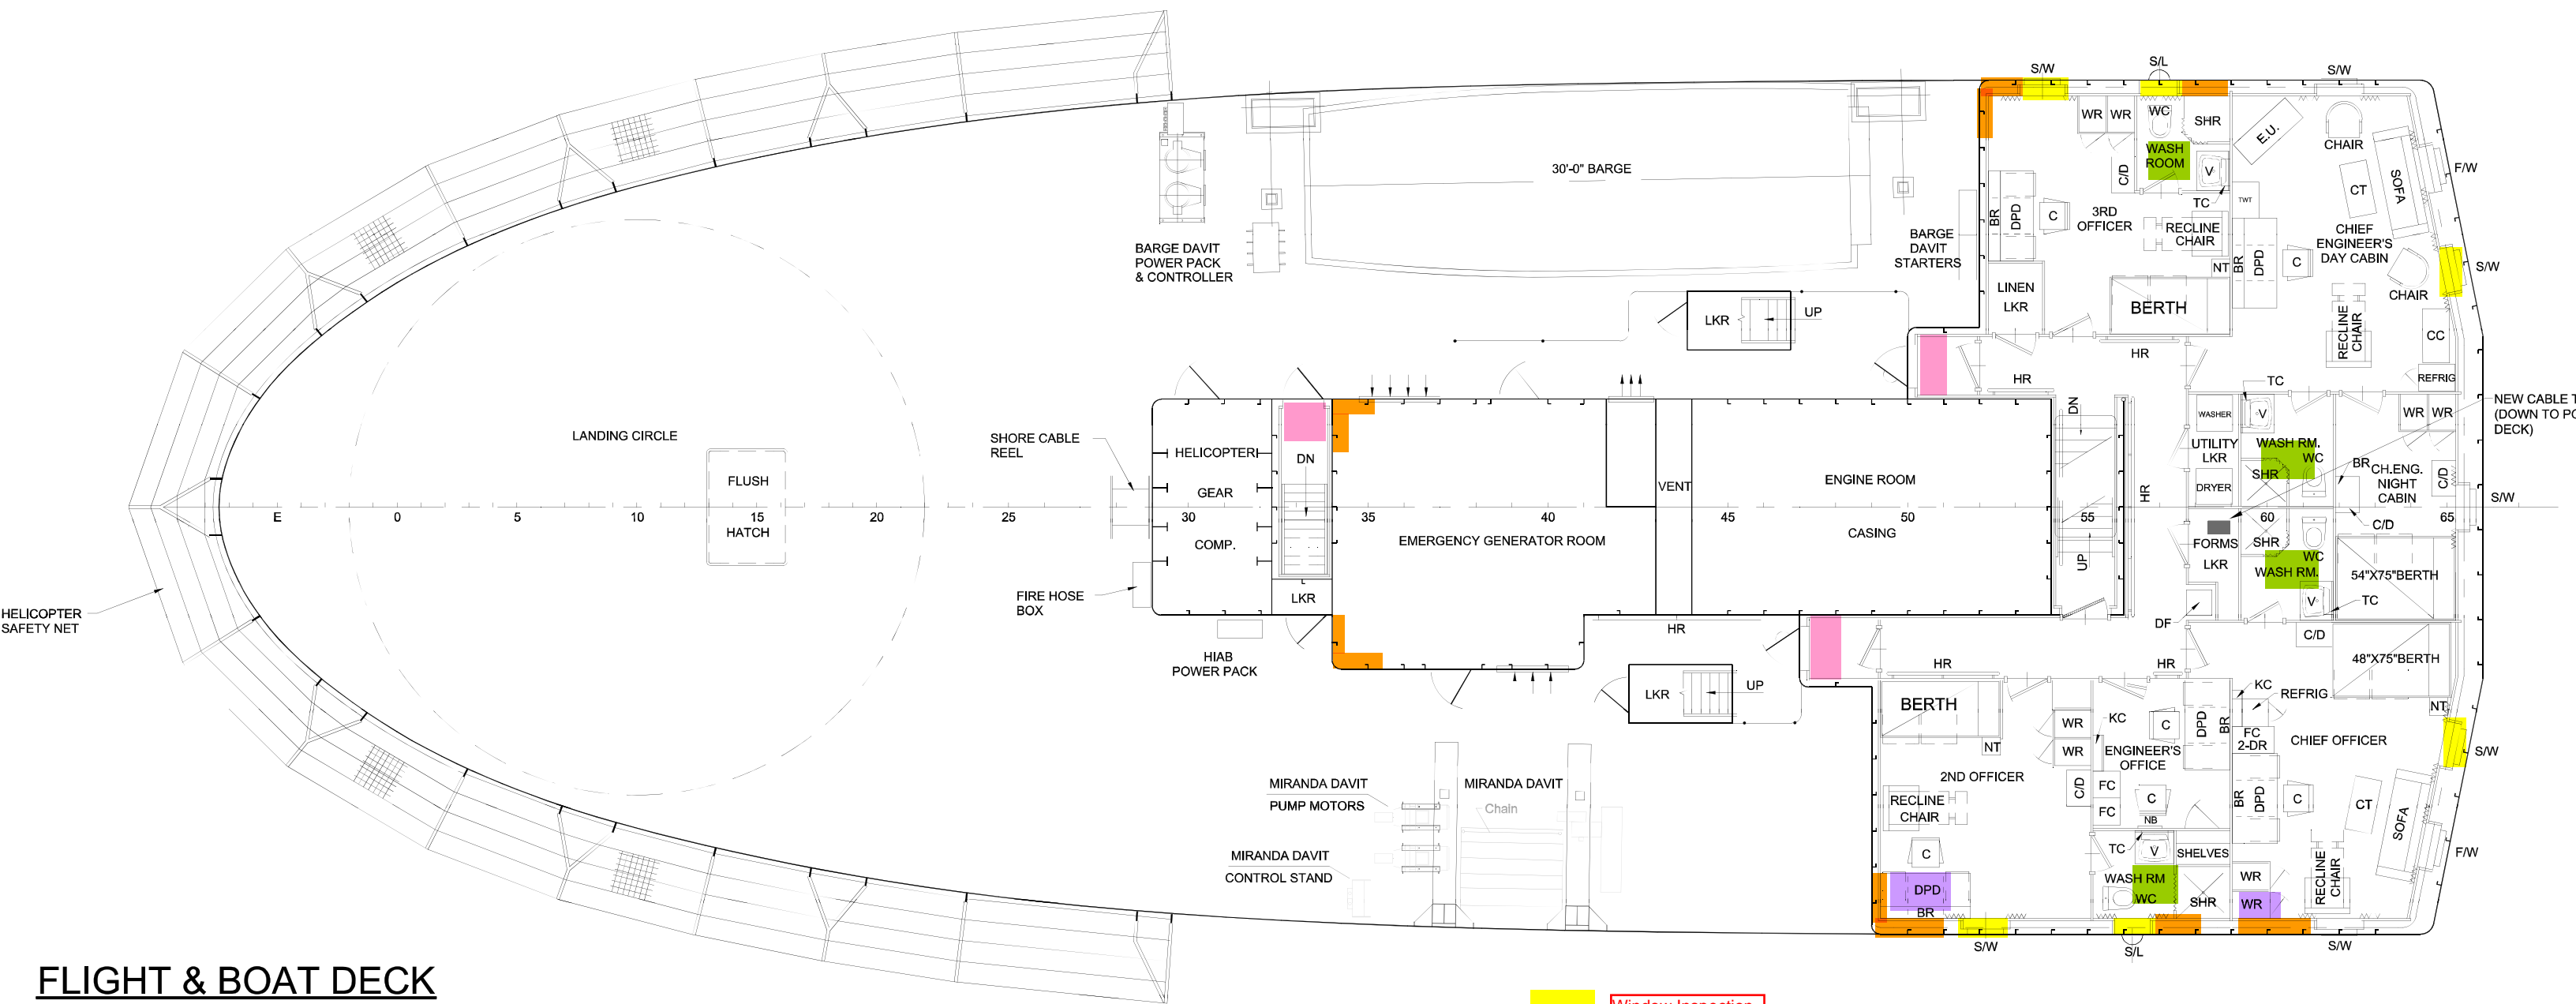 S/W
S/L
S/W
WR
WR
WC
SHR
E.U.
CHAIR
WASH
ROOM
V
C/D
TC
F/W
30'-0" BARGE
CT
SOFA
TWT
BR
DPD
C
3RD
OFFICER
RECLINE
CHAIR
NT
BR
DPD
C
CHIEF
ENGINEER'S
DAY CABIN
S/W
CHAIR
BARGE DAVIT
POWER PACK
& CONTROLLER
BARGE
DAVIT
STARTERS
LINEN
LKR
BERTH
RECLINE
CHAIR
CC
REFRIG
LKR
UP
HR
HR
TC
NEW CABLE T
(DOWN TO PO
DECK)
LANDING CIRCLE
SHORE CABLE
REEL
HELICOPTER
GEAR
COMP.
DN
DN
WASHER
V
WR
WR
UTILITY
LKR
WASH RM.
WC
SHR
BR
CH.ENG.
NIGHT
CABIN
C/D
DRYER
FLUSH
HATCH
VENT
ENGINE ROOM
CASING
HR
S/W
E
0
5
10
15
20
25
30
35
40
45
50
55
60
65
EMERGENCY GENERATOR ROOM
UP
FORMS
LKR
SHR
WC
WASH RM.
C/D
54"X75"BERTH
V
TC
HELICOPTER
SAFETY NET
FIRE HOSE
BOX
LKR
DF
C/D
HIAB
POWER PACK
HR
HR
HR
48"X75"BERTH
LKR
UP
BERTH
NT
WR
WR
KC
C
DPD
BR
KC
REFRIG
FC
2-DR
NT
CHIEF OFFICER
S/W
ENGINEER'S
OFFICE
2ND OFFICER
C/D
FC
FC
C
NB
BR
DPD
C
CT
SOFA
MIRANDA DAVIT
PUMP MOTORS
MIRANDA DAVIT
Chain
RECLINE
CHAIR
MIRANDA DAVIT
CONTROL STAND
C
DPD
BR
TC
V
SHELVES
WASH RM
WC
SHR
WR
WR
RECLINE
CHAIR
F/W
S/W
S/L
S/W
FLIGHT & BOAT DECK
Window Inspection